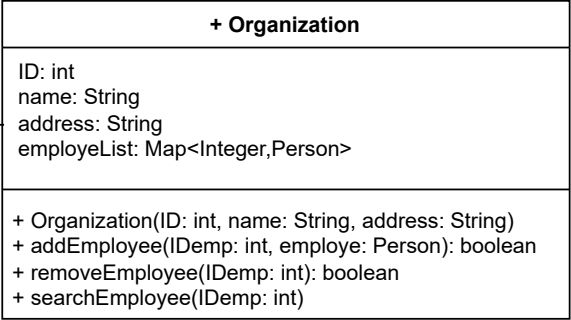 + Organization
ID: int
name: String
address: String
employeList: Map<Integer,Person>
+ Organization(ID: int, name: String, address: String)
+ addEmployee(IDemp: int, employe: Person): boolean
+ removeEmployee(IDemp: int): boolean
+ searchEmployee(IDemp: int)